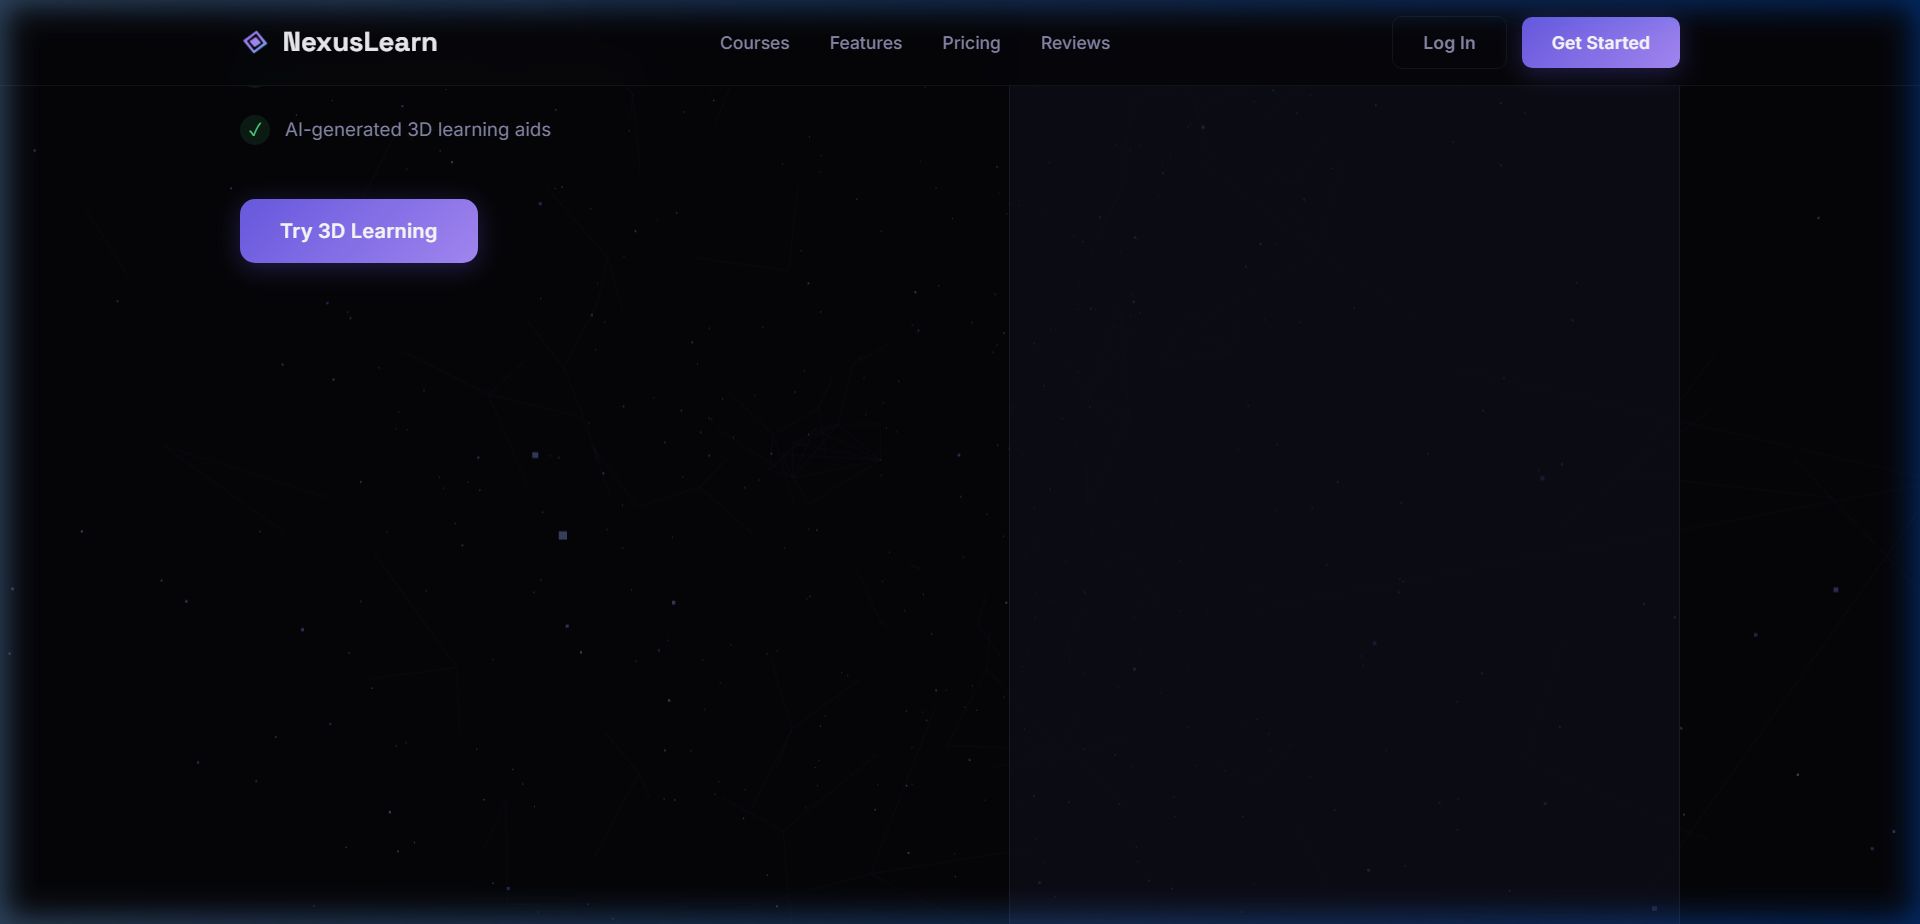 NexusLearn
Courses
Features
Pricing
Reviews
Log In
Get Started
✓ AI-generated 3D learning aids
Try 3D Learning